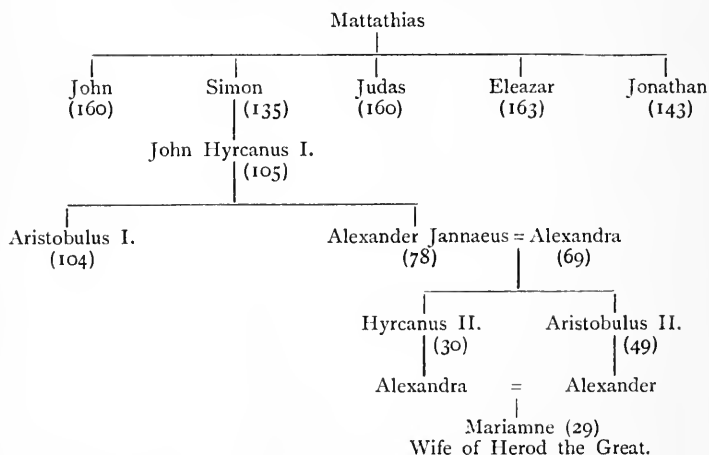 Mattathias
John Simon Judas Eleazar Jonathan
(160) (135) (160) (163) (143)
John Hyrcanus I.
(105)
Aristobulus I. Alexander Jannaeus = Alexandra
(104) (78) (69)
Hyrcanus II. Aristobulus II.
(30) (49)
Alexandra = Alexander
Mariamne (29)
Wife of Herod the Great.